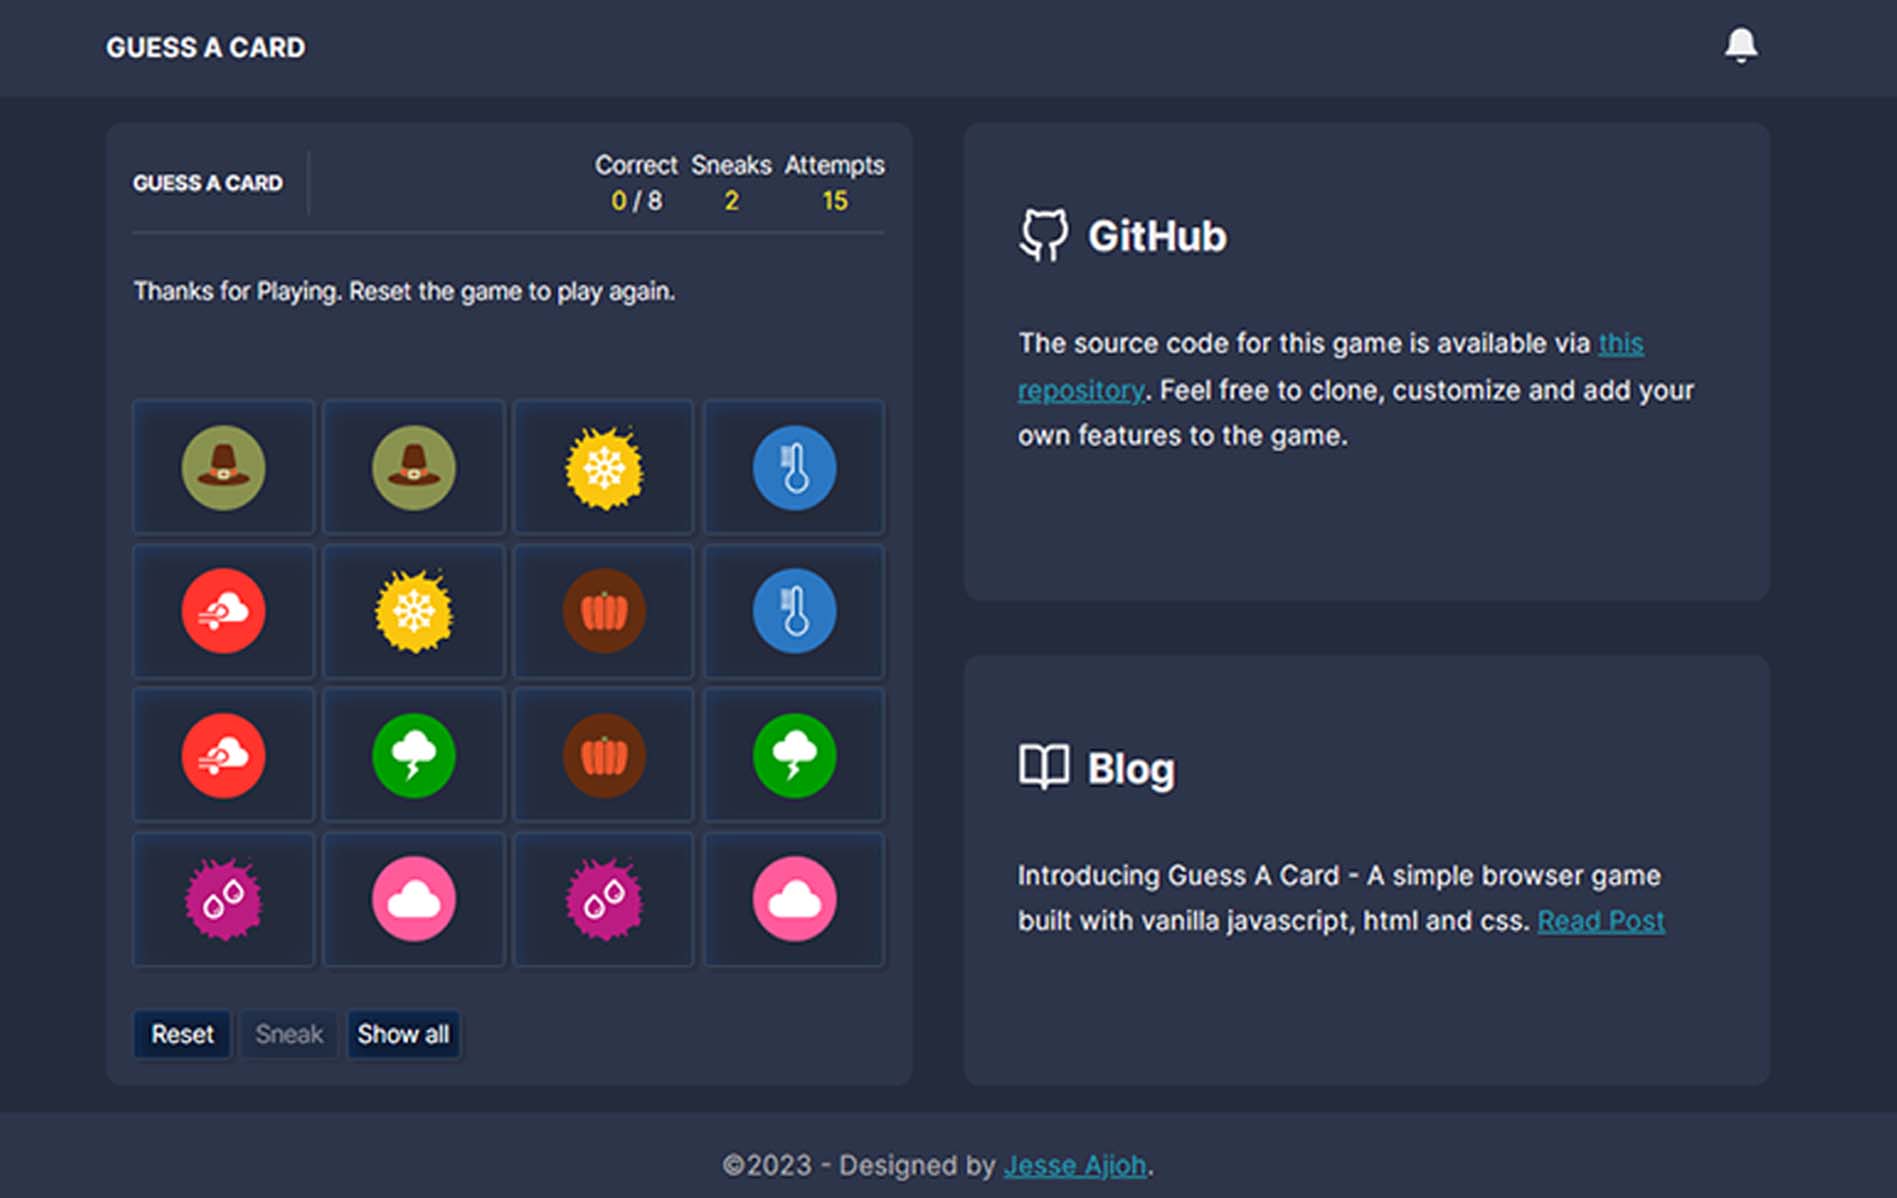 GUESS A CARD
GUESS A CARD
Correct Sneaks Attempts
0 / 8 2 15
Thanks for Playing. Reset the game to play again.
Reset Sneak Show all
GitHub
The source code for this game is available via this
repository. Feel free to clone, customize and add your
own features to the game.
Blog
Introducing Guess A Card - A simple browser game
built with vanilla javascript, html and css. Read Post
©2023 - Designed by Jesse Ajioh.